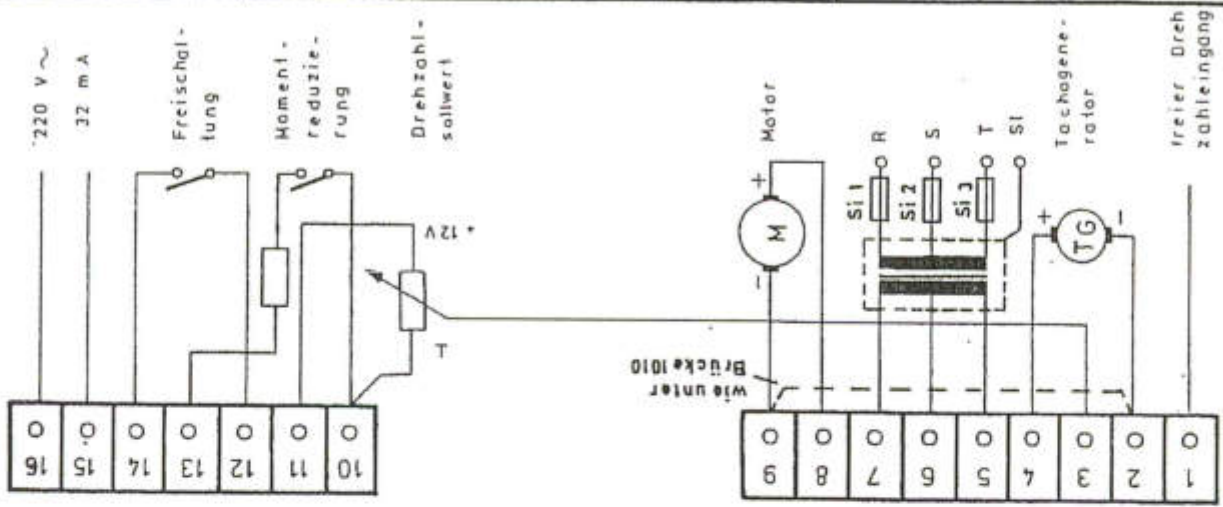 220 V ~
32 mA
Freischal-
tung
Moment-
reduzie-
rung
Drehzahl-
sollwert
+ 12 V
⊥
16
15
14
13
12
11
10
Motor
+
M
−
R
S
T
Sl
Si 1
Si 2
Si 3
Tachogene-
rator
+
TG
−
freier Dreh
zahleingang
wie unter
Brücke 1010
9
8
7
6
5
4
3
2
1